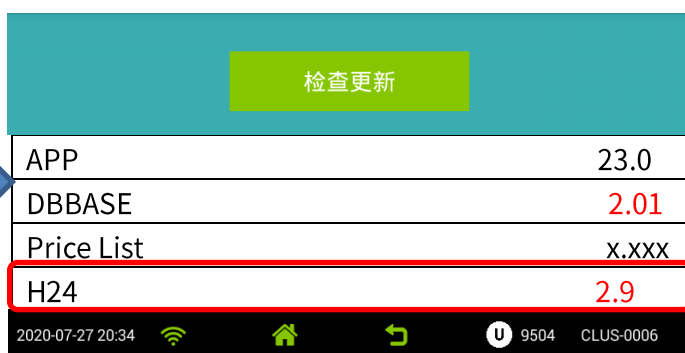 检查更新
APP 23.0
DBBASE 2.01
Price List x.xxx
H24 2.9
2020-07-27 20:34 U 9504 CLUS-0006